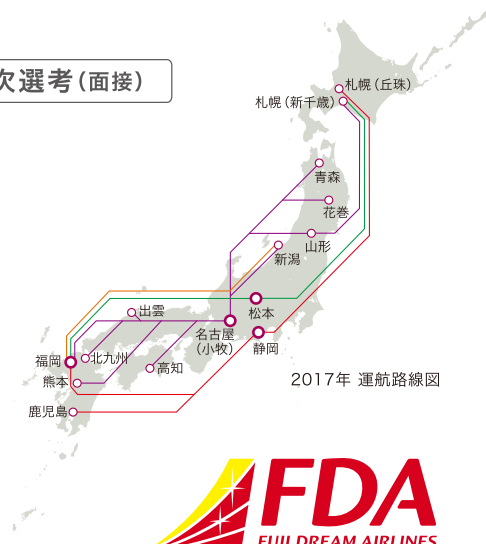 次選考（面接）
札幌（丘珠）
札幌（新千歳）
青森
花巻
山形
新潟
松本
出雲
名古屋
（小牧）
静岡
福岡
北九州
高知
熊本
鹿児島
2017年 運航路線図
FDA
FUJI DREAM AIRLINES